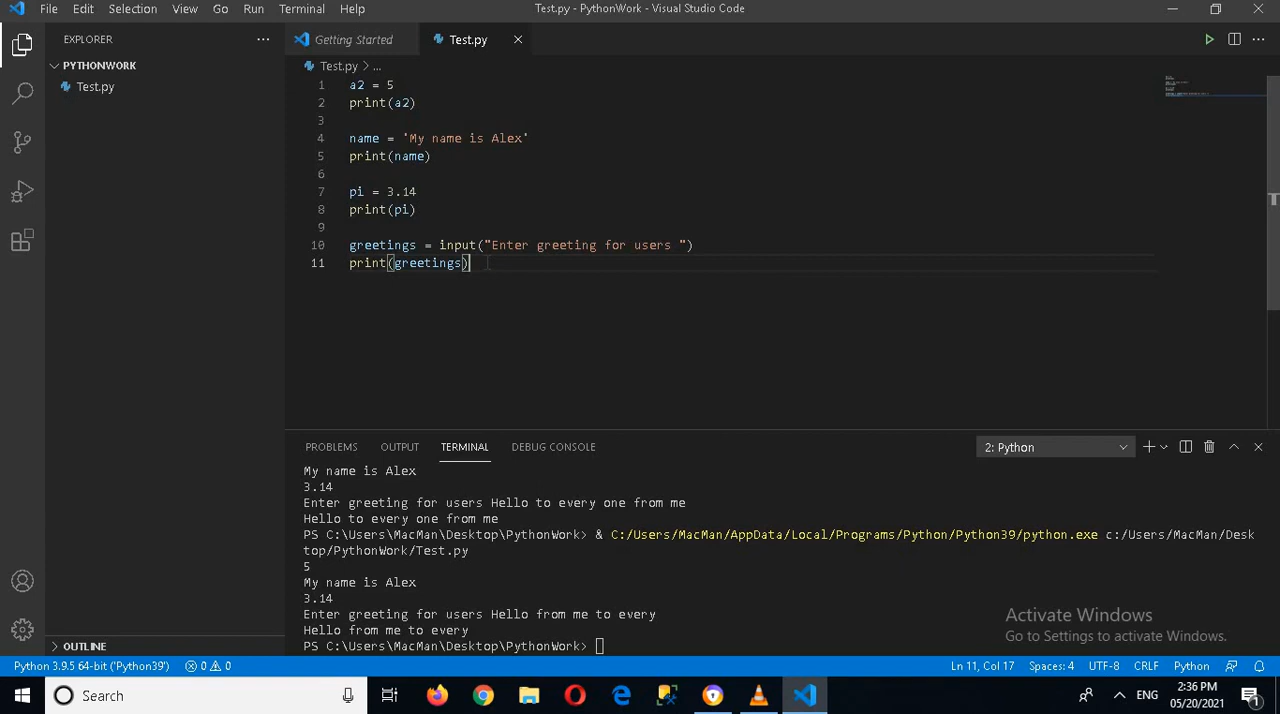 File Edit Selection View Go Run Terminal Help Test.py - PythonWork - Visual Studio Code
EXPLORER
PYTHONWORK
Test.py
Getting Started
Test.py
Test.py > ...
1 a2 = 5
2 print(a2)
3
4 name = 'My name is Alex'
5 print(name)
6
7 pi = 3.14
8 print(pi)
9
10 greetings = input("Enter greeting for users ")
11 print(greetings)
PROBLEMS OUTPUT TERMINAL DEBUG CONSOLE 2: Python
My name is Alex
3.14
Enter greeting for users Hello to every one from me
Hello to every one from me
PS C:\Users\MacMan\Desktop\PythonWork> & C:/Users/MacMan/AppData/Local/Programs/Python/Python39/python.exe c:/Users/MacMan/Desk
top/PythonWork/Test.py
5
My name is Alex
3.14
Enter greeting for users Hello from me to every
Hello from me to every
PS C:\Users\MacMan\Desktop\PythonWork>
Activate Windows
Go to Settings to activate Windows.
OUTLINE
Python 3.9.5 64-bit ('Python39') 0 0 Ln 11, Col 17 Spaces: 4 UTF-8 CRLF Python
Search
ENG
2:36 PM
05/20/2021
1